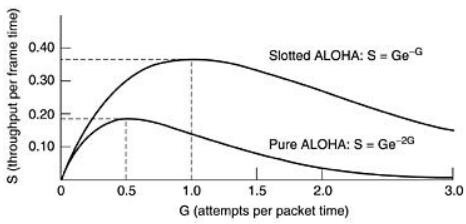 S (throughput per frame time)
0.40
0.30
0.20
0.10
Slotted ALOHA: S = Ge^-G
Pure ALOHA: S = Ge^-2G
0 0.5 1.0 1.5 2.0 3.0
G (attempts per packet time)